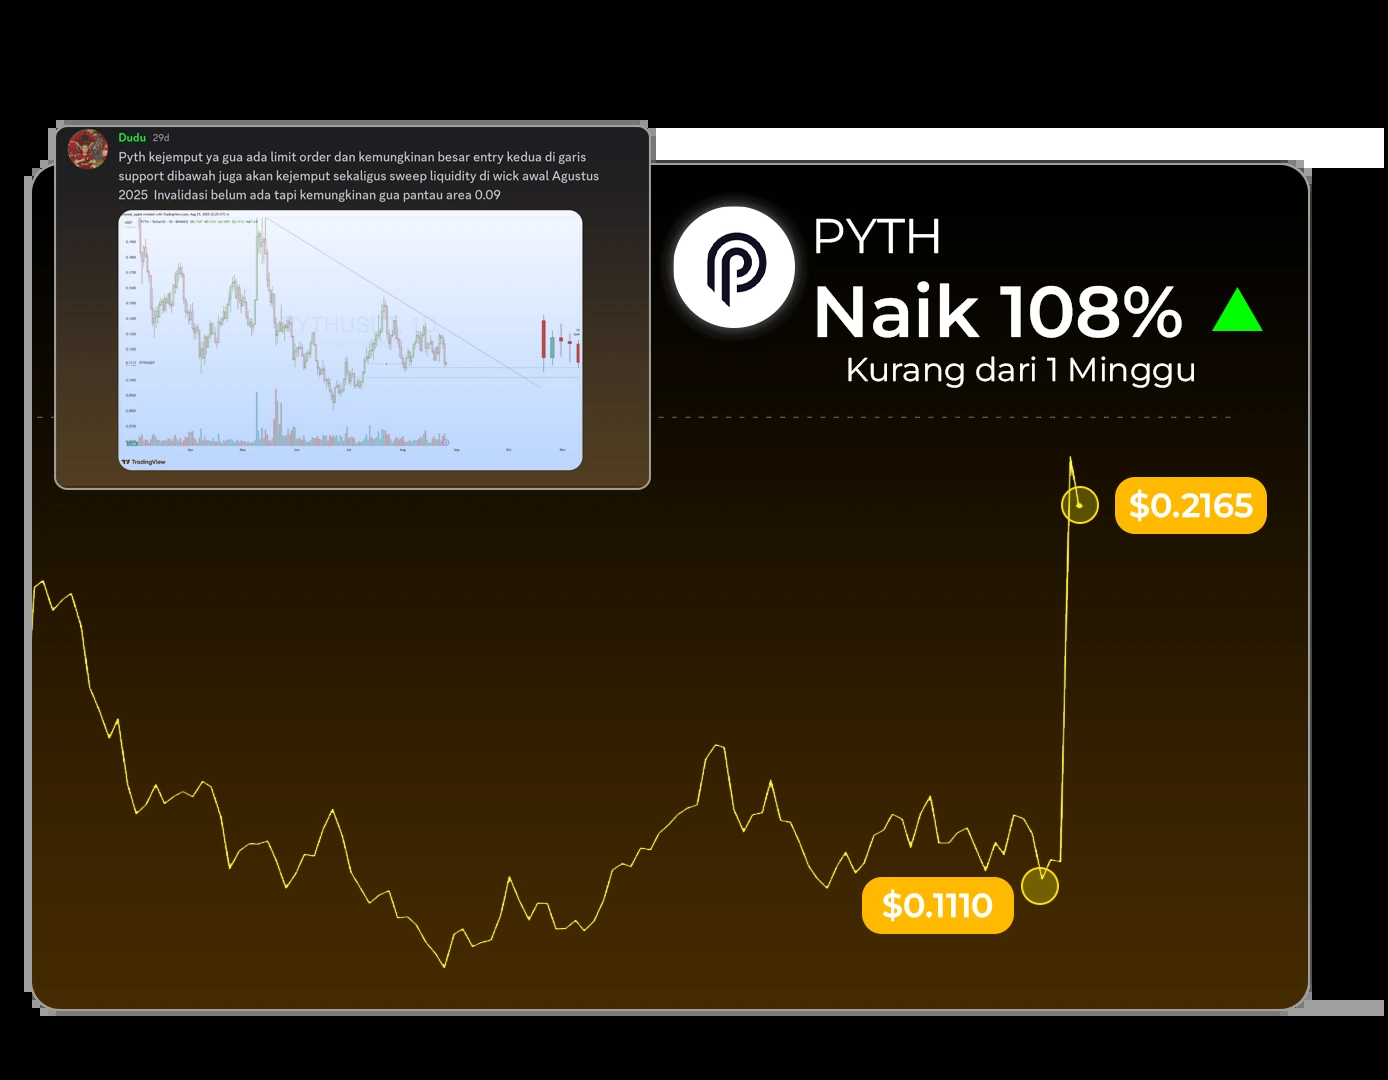 Dudu 29d
Pyth kejemput ya gua ada limit order dan kemungkinan besar entry kedua di garis
support dibawah juga akan kejemput sekaligus sweep liquidity di wick awal Agustus
2025 Invalidasi belum ada tapi kemungkinan gua pantau area 0.09
PYTHUSDT, 1D
TradingView
PYTH
Naik 108%
Kurang dari 1 Minggu
$0.2165
$0.1110